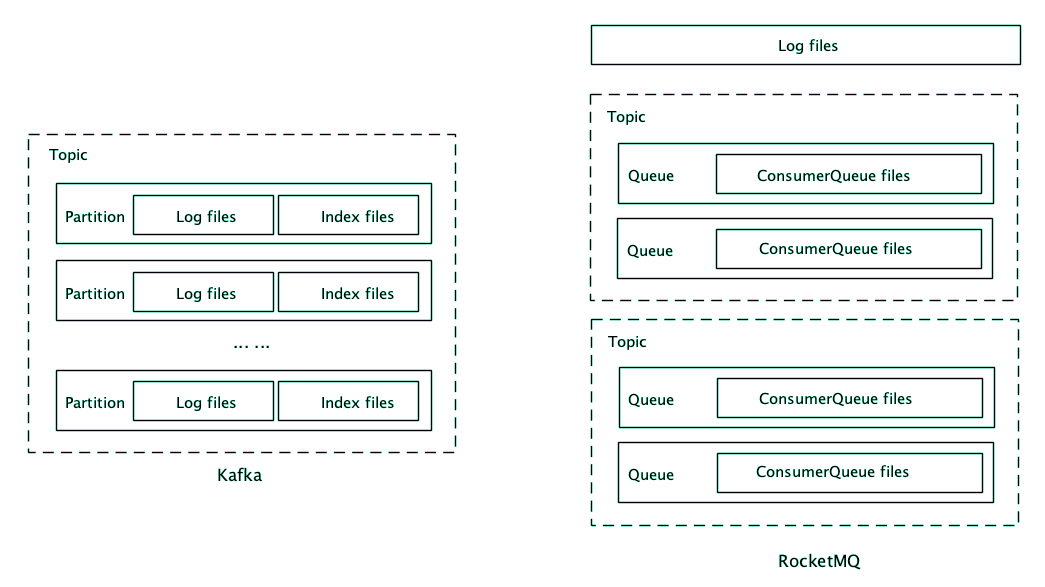 Topic
Partition Log files Index files
Partition Log files Index files
... ...
Partition Log files Index files
Kafka
Log files
Topic
Queue ConsumerQueue files
Queue ConsumerQueue files
Topic
Queue ConsumerQueue files
Queue ConsumerQueue files
RocketMQ